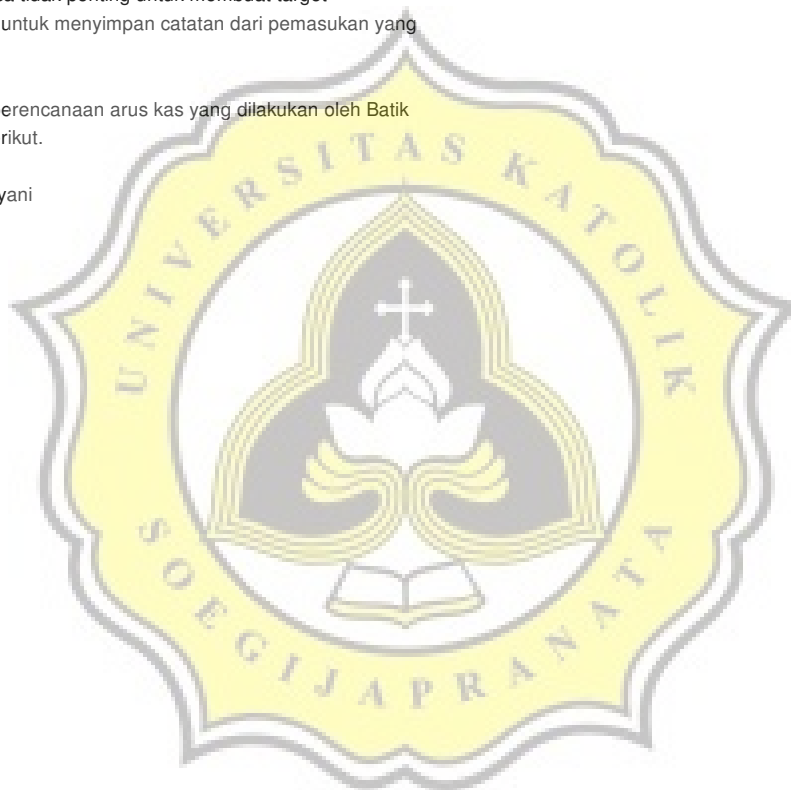 tidak penting untuk membuat target
untuk menyimpan catatan dari pemasukan yang
erencanaan arus kas yang dilakukan oleh Batik
rikut.
yani
UNIVERSITAS KATOLIK
SOEGIJAPRANATA